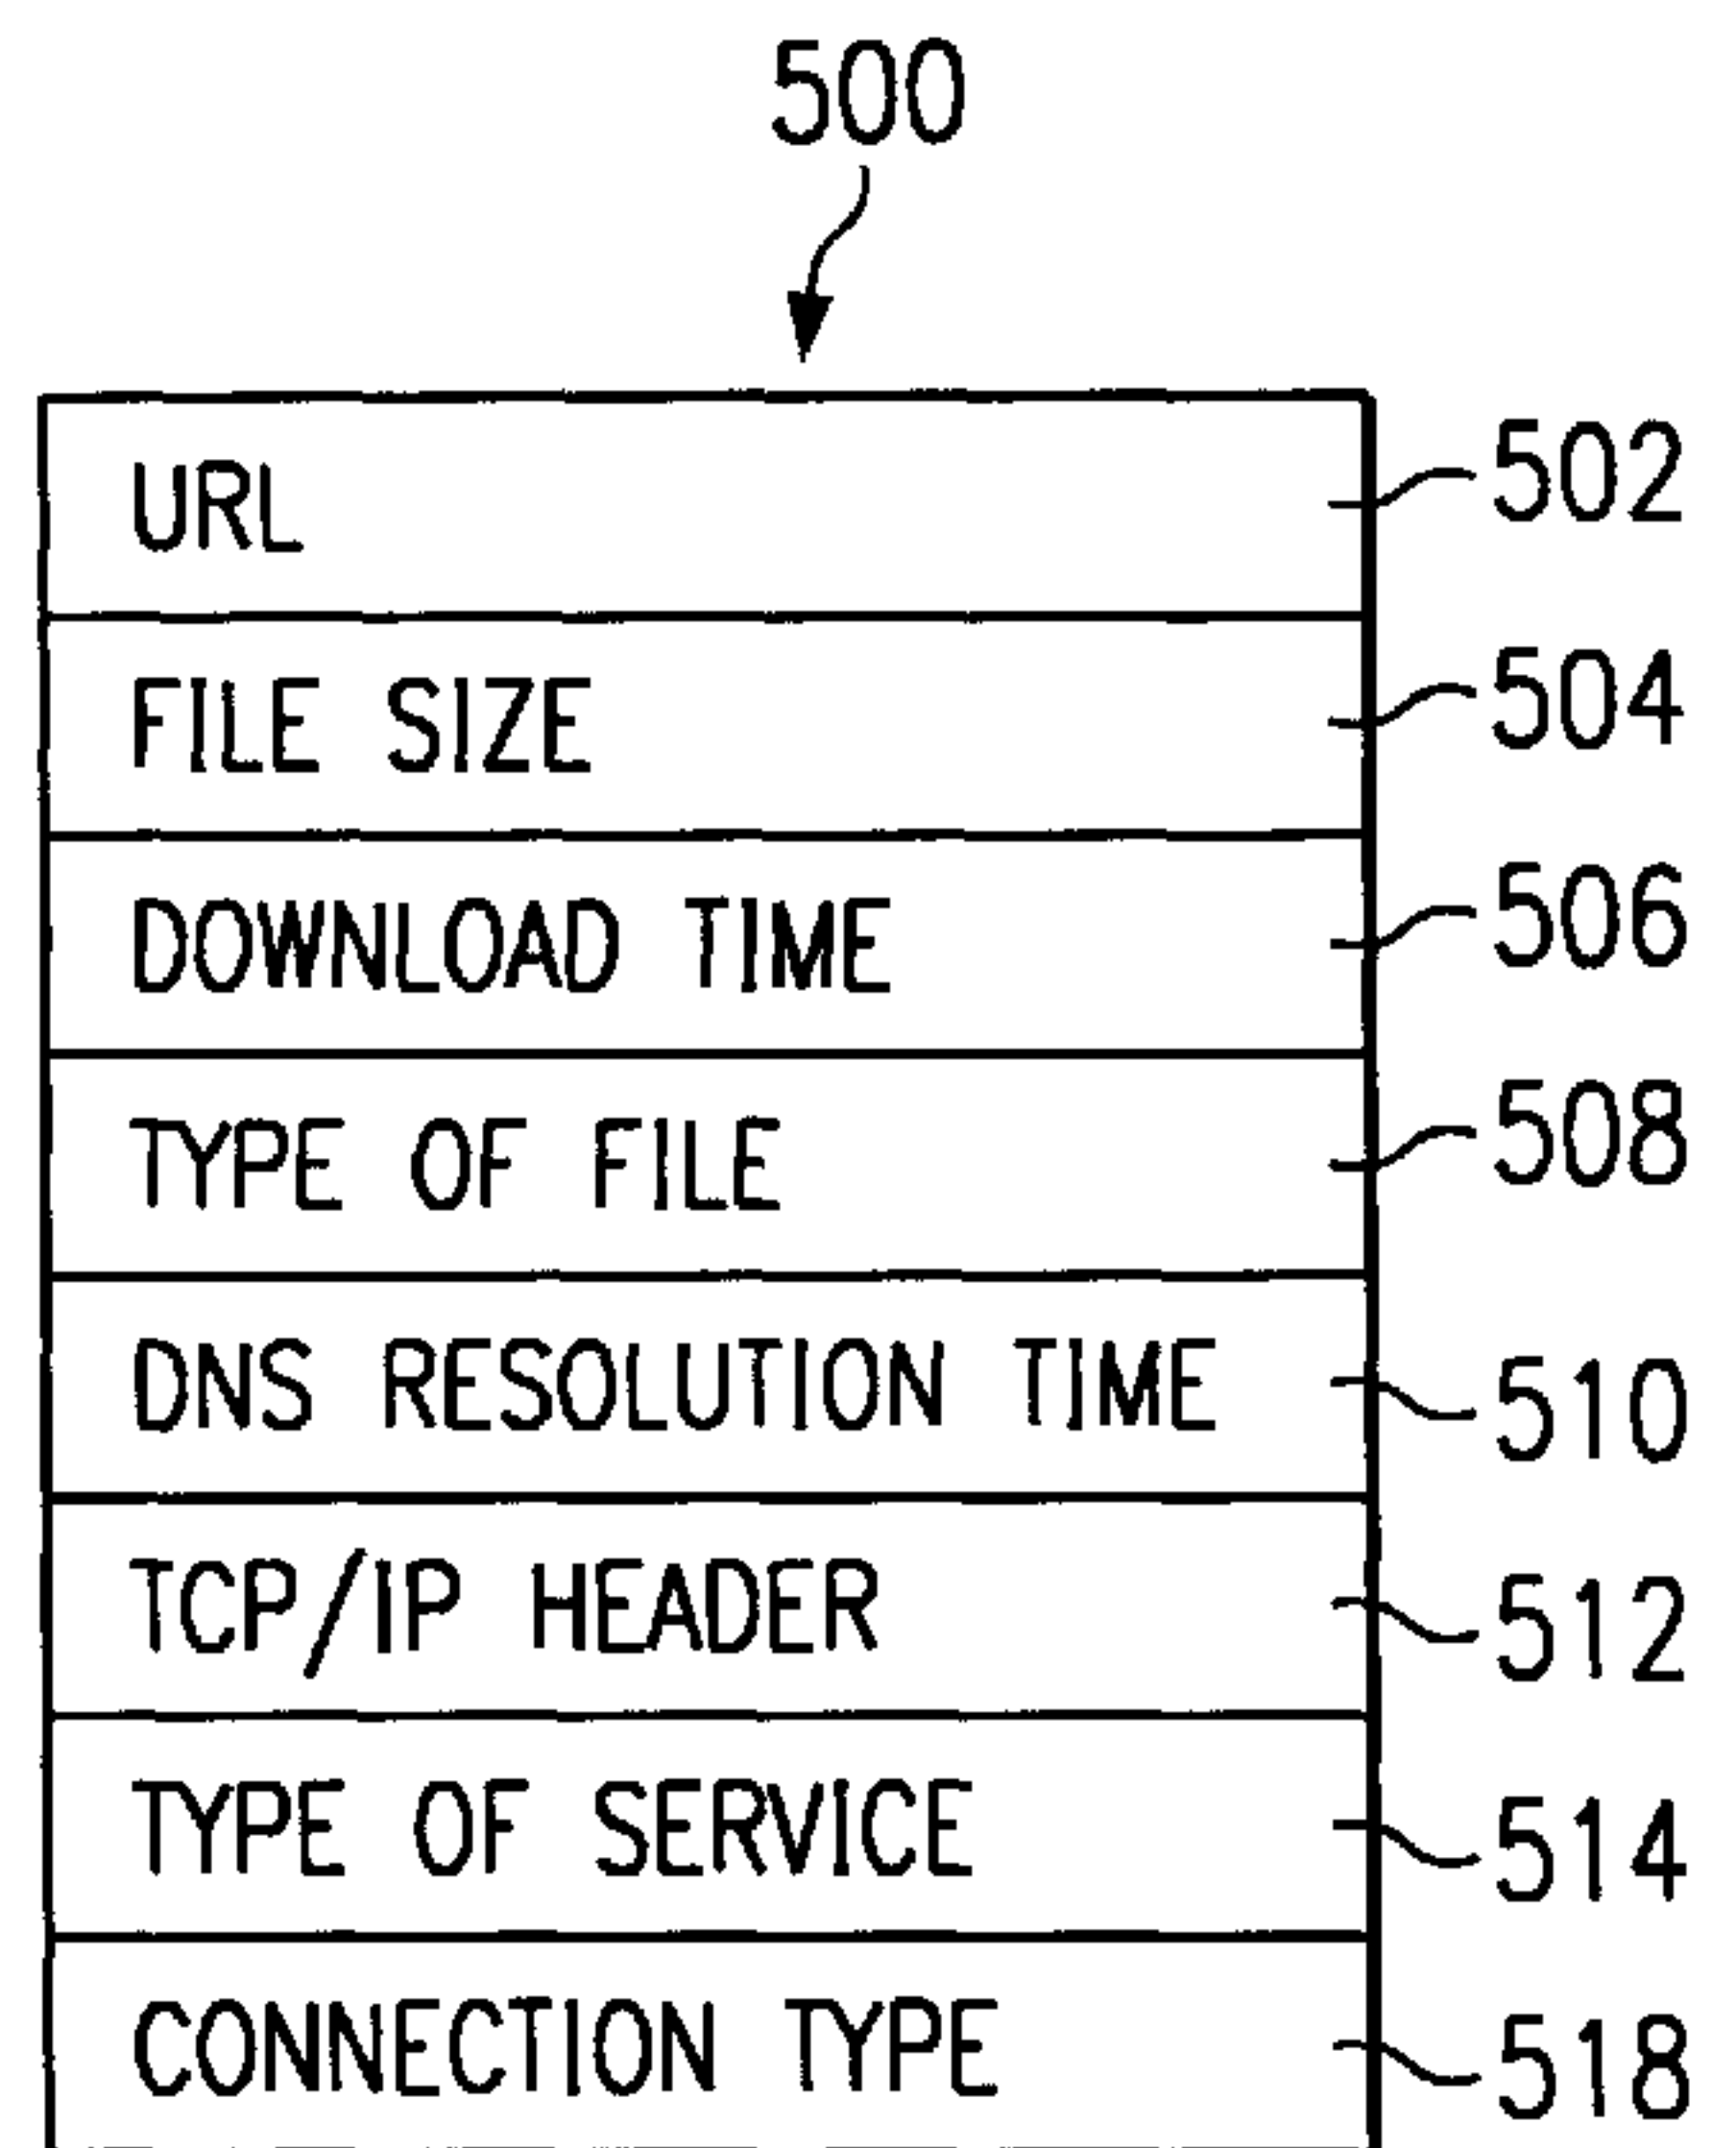 500
URL 502
FILE SIZE 504
DOWNLOAD TIME 506
TYPE OF FILE 508
DNS RESOLUTION TIME 510
TCP/IP HEADER 512
TYPE OF SERVICE 514
CONNECTION TYPE 518